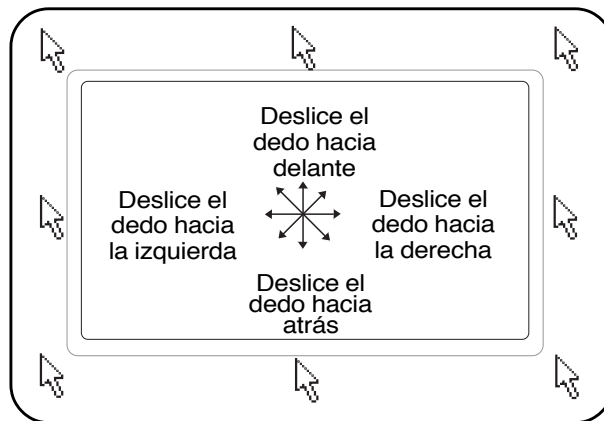 Deslice el
dedo hacia
delante
Deslice el
dedo hacia
la izquierda
Deslice el
dedo hacia
la derecha
Deslice el
dedo hacia
atrás